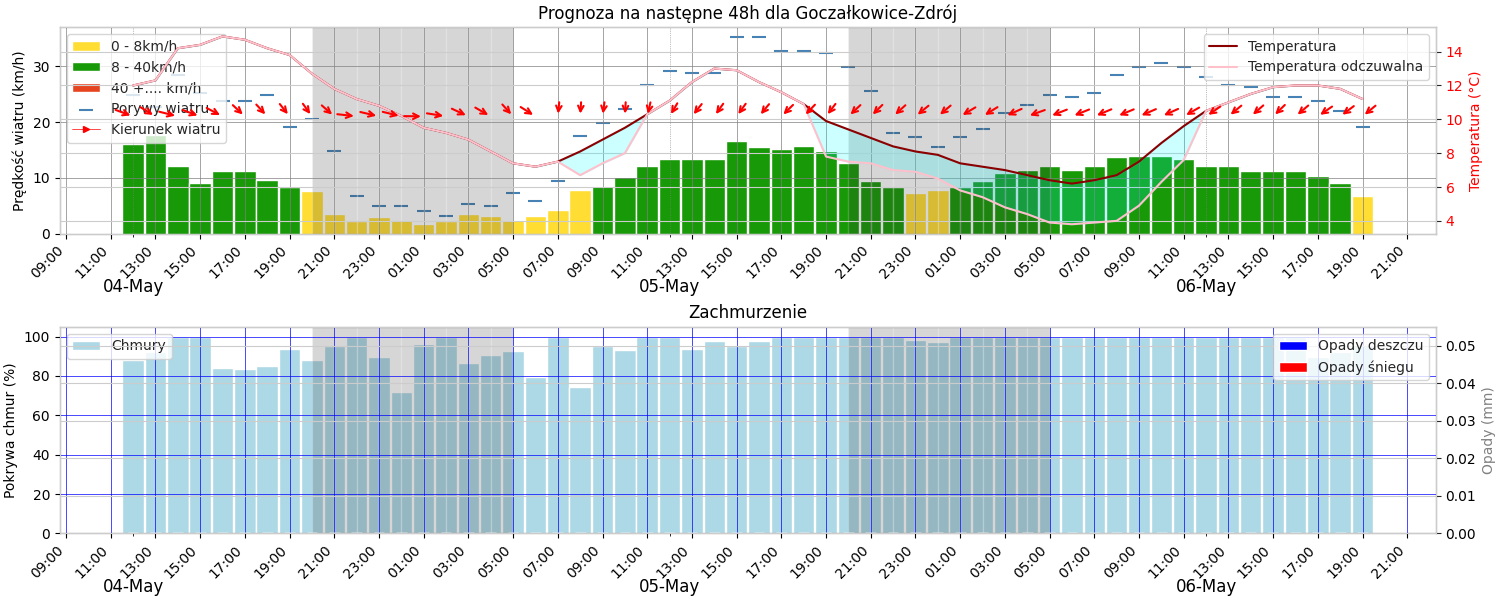 Prognoza na następne 48h dla Goczałkowice-Zdrój
Prędkość wiatru (km/h)
30
20
10
0
0 - 8km/h
8 - 40km/h
40 +.... km/h
Porywy wiatru
Kierunek wiatru
Temperatura
Temperatura odczuwalna
14
12
10
8
6
4
Temperatura (°C)
09:00 11:00 13:00 15:00 17:00 19:00 21:00 23:00 01:00 03:00 05:00 07:00 09:00 11:00 13:00 15:00 17:00 19:00 21:00 23:00 01:00 03:00 05:00 07:00 09:00 11:00 13:00 15:00 17:00 19:00 21:00
04-May 05-May 06-May
Zachmurzenie
Pokrywa chmur (%)
100
80
60
40
20
0
Chmury
Opady deszczu
Opady śniegu
0.05
0.04
0.03
0.02
0.01
0.00
Opady (mm)
09:00 11:00 13:00 15:00 17:00 19:00 21:00 23:00 01:00 03:00 05:00 07:00 09:00 11:00 13:00 15:00 17:00 19:00 21:00 23:00 01:00 03:00 05:00 07:00 09:00 11:00 13:00 15:00 17:00 19:00 21:00
04-May 05-May 06-May